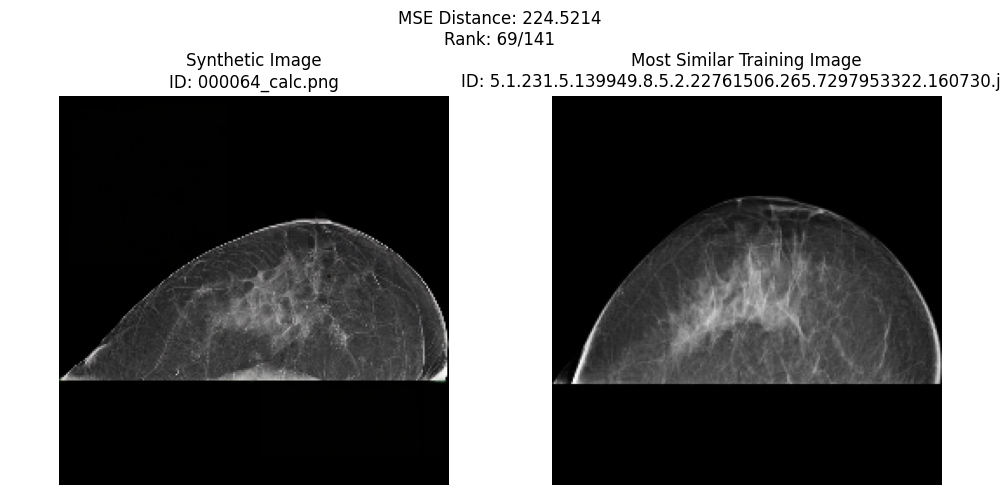 MSE Distance: 224.5214
Rank: 69/141
Synthetic Image
ID: 000064_calc.png
Most Similar Training Image
ID: 5.1.231.5.139949.8.5.2.22761506.265.7297953322.160730.j